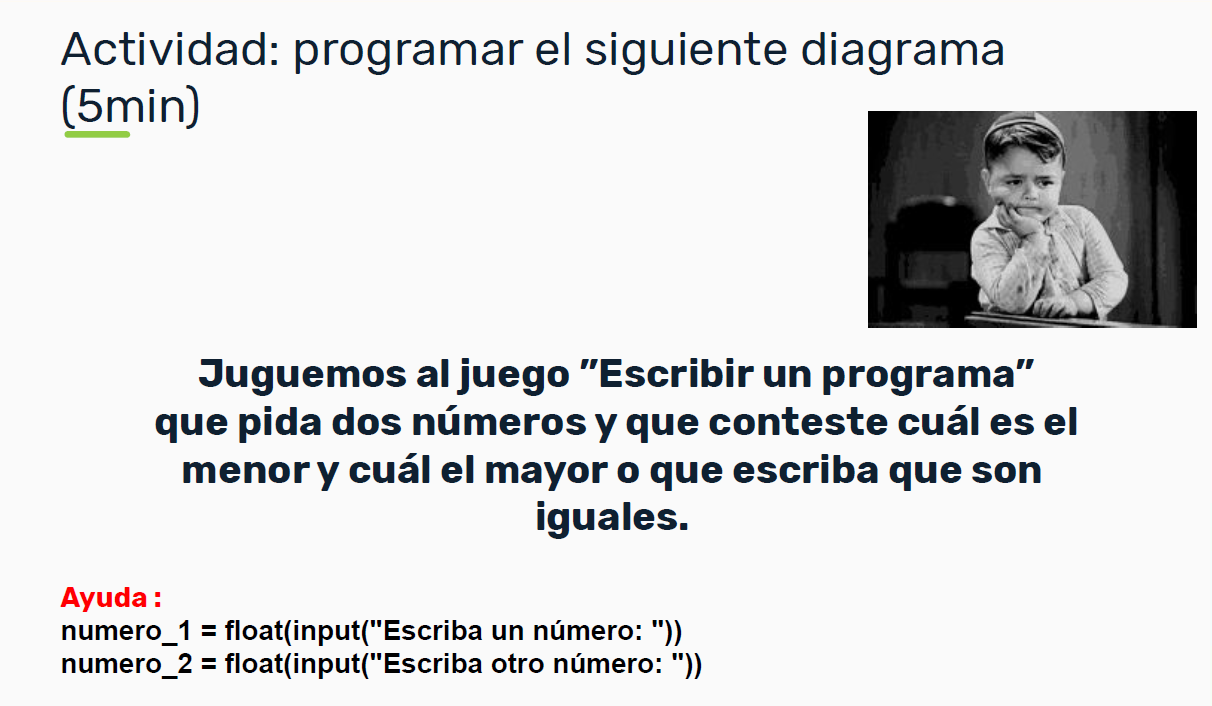 Actividad: programar el siguiente diagrama
(5min)
Juguemos al juego ”Escribir un programa”
que pida dos números y que conteste cuál es el
menor y cuál el mayor o que escriba que son
iguales.
Ayuda :
numero_1 = float(input("Escriba un número: "))
numero_2 = float(input("Escriba otro número: "))